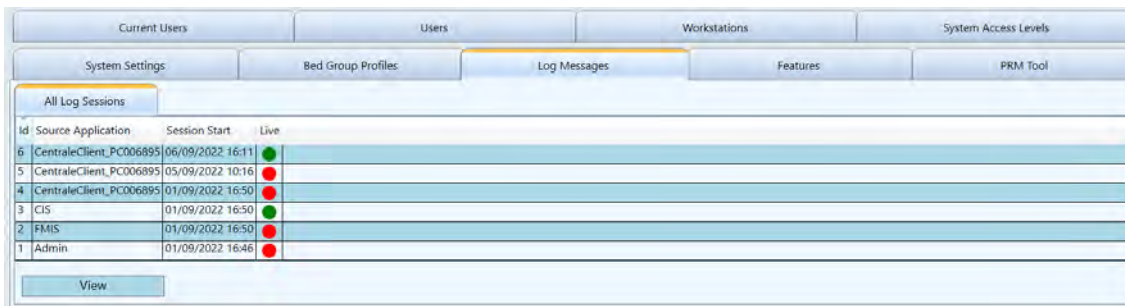 Current Users Users Workstations System Access Levels
System Settings Bed Group Profiles Log Messages Features PRM Tool
All Log Sessions
Id Source Application Session Start Live
6 CentraleClient_PC006895 06/09/2022 16:11
5 CentraleClient_PC006895 05/09/2022 10:16
4 CentraleClient_PC006895 01/09/2022 16:50
3 CIS 01/09/2022 16:50
2 FMIS 01/09/2022 16:50
1 Admin 01/09/2022 16:46
View